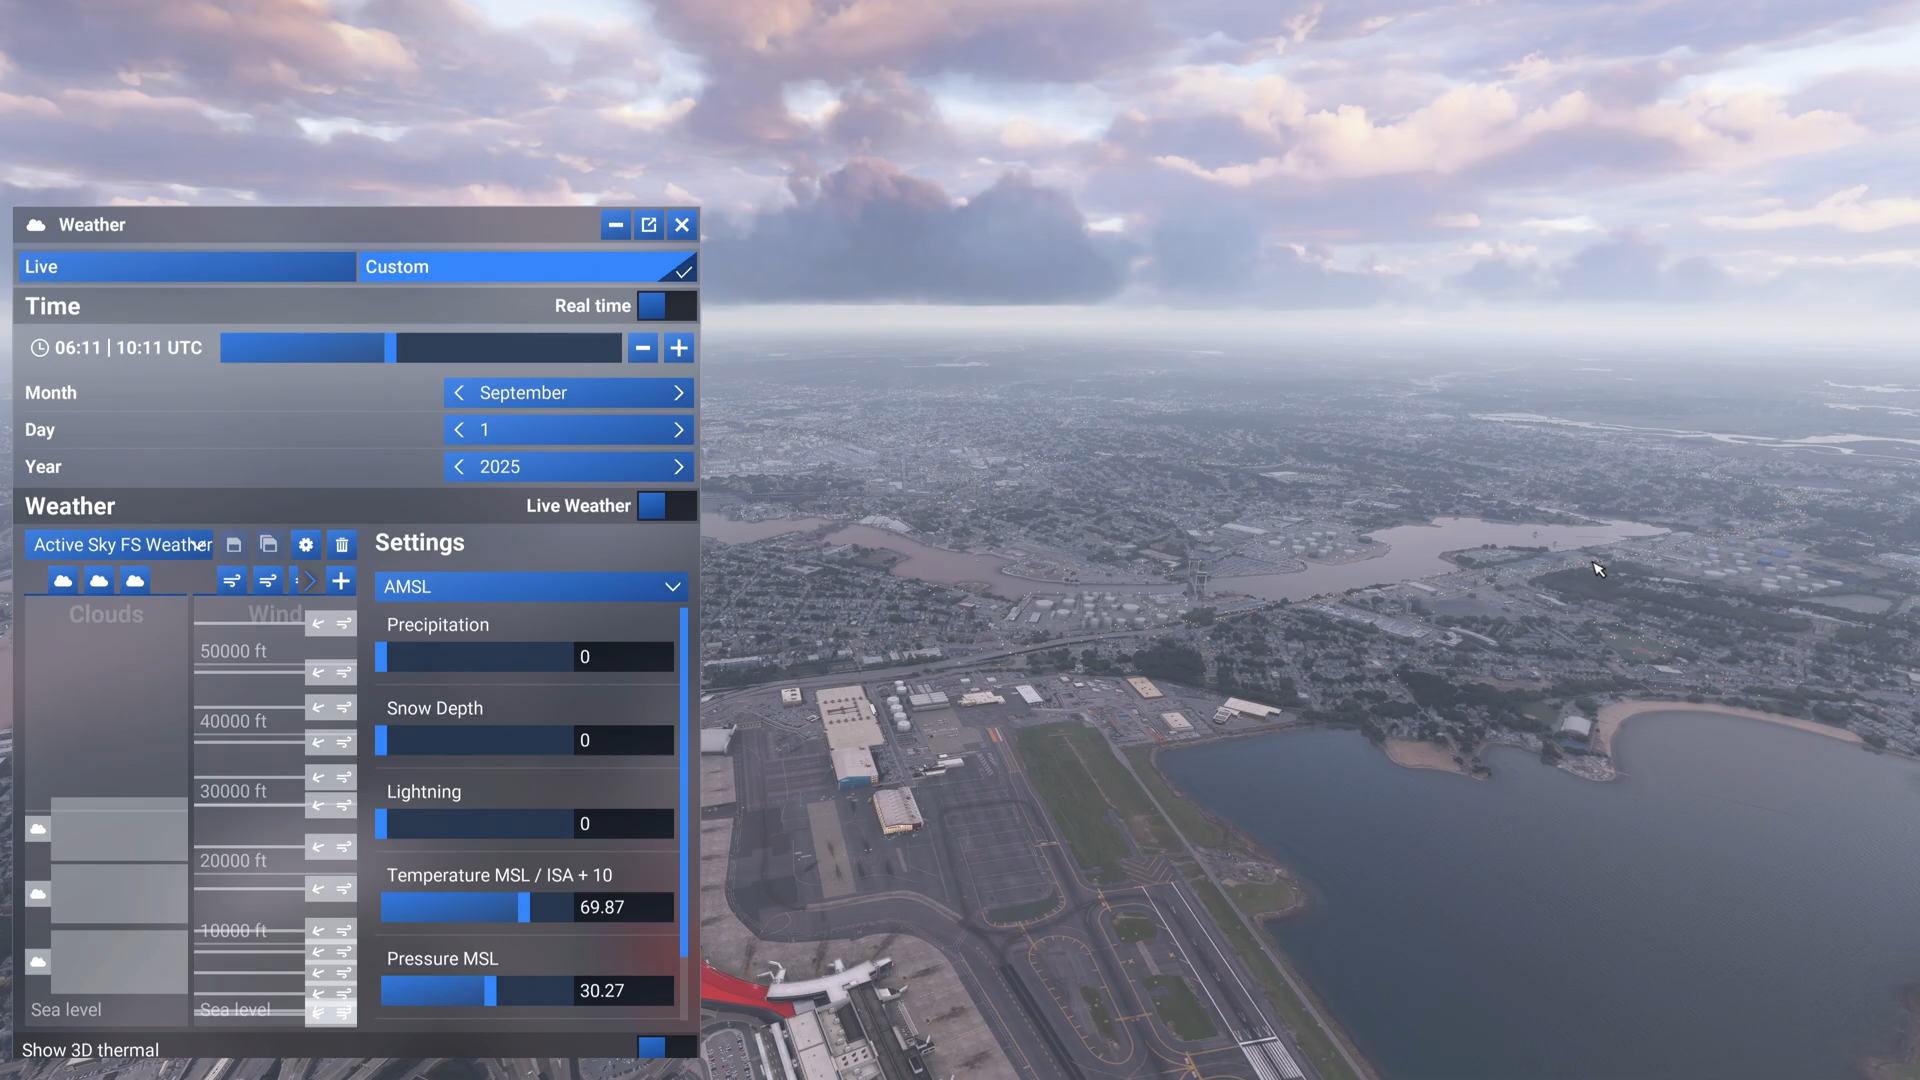 Weather
Live
Custom
Time
Real time
06:11 | 10:11 UTC
Month
September
Day
1
Year
2025
Weather
Live Weather
Active Sky FS Weather
Settings
AMSL
Clouds
Wind
50000 ft
40000 ft
30000 ft
20000 ft
10000 ft
Sea level
Sea level
Precipitation
0
Snow Depth
0
Lightning
0
Temperature MSL / ISA + 10
69.87
Pressure MSL
30.27
Show 3D thermal